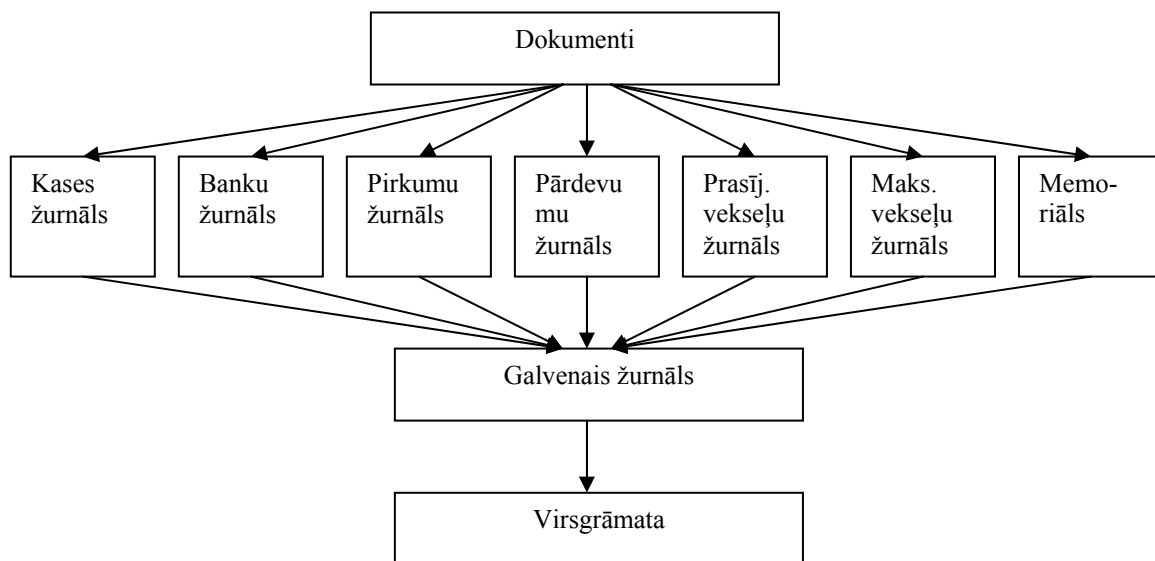 Dokumenti
Kases
žurnāls
Banku
žurnāls
Pirkumu
žurnāls
Pārdevu
mu
žurnāls
Prasīj.
vekseļu
žurnāls
Maks.
vekseļu
žurnāls
Memo-
riāls
Galvenais žurnāls
Virsgrāmata